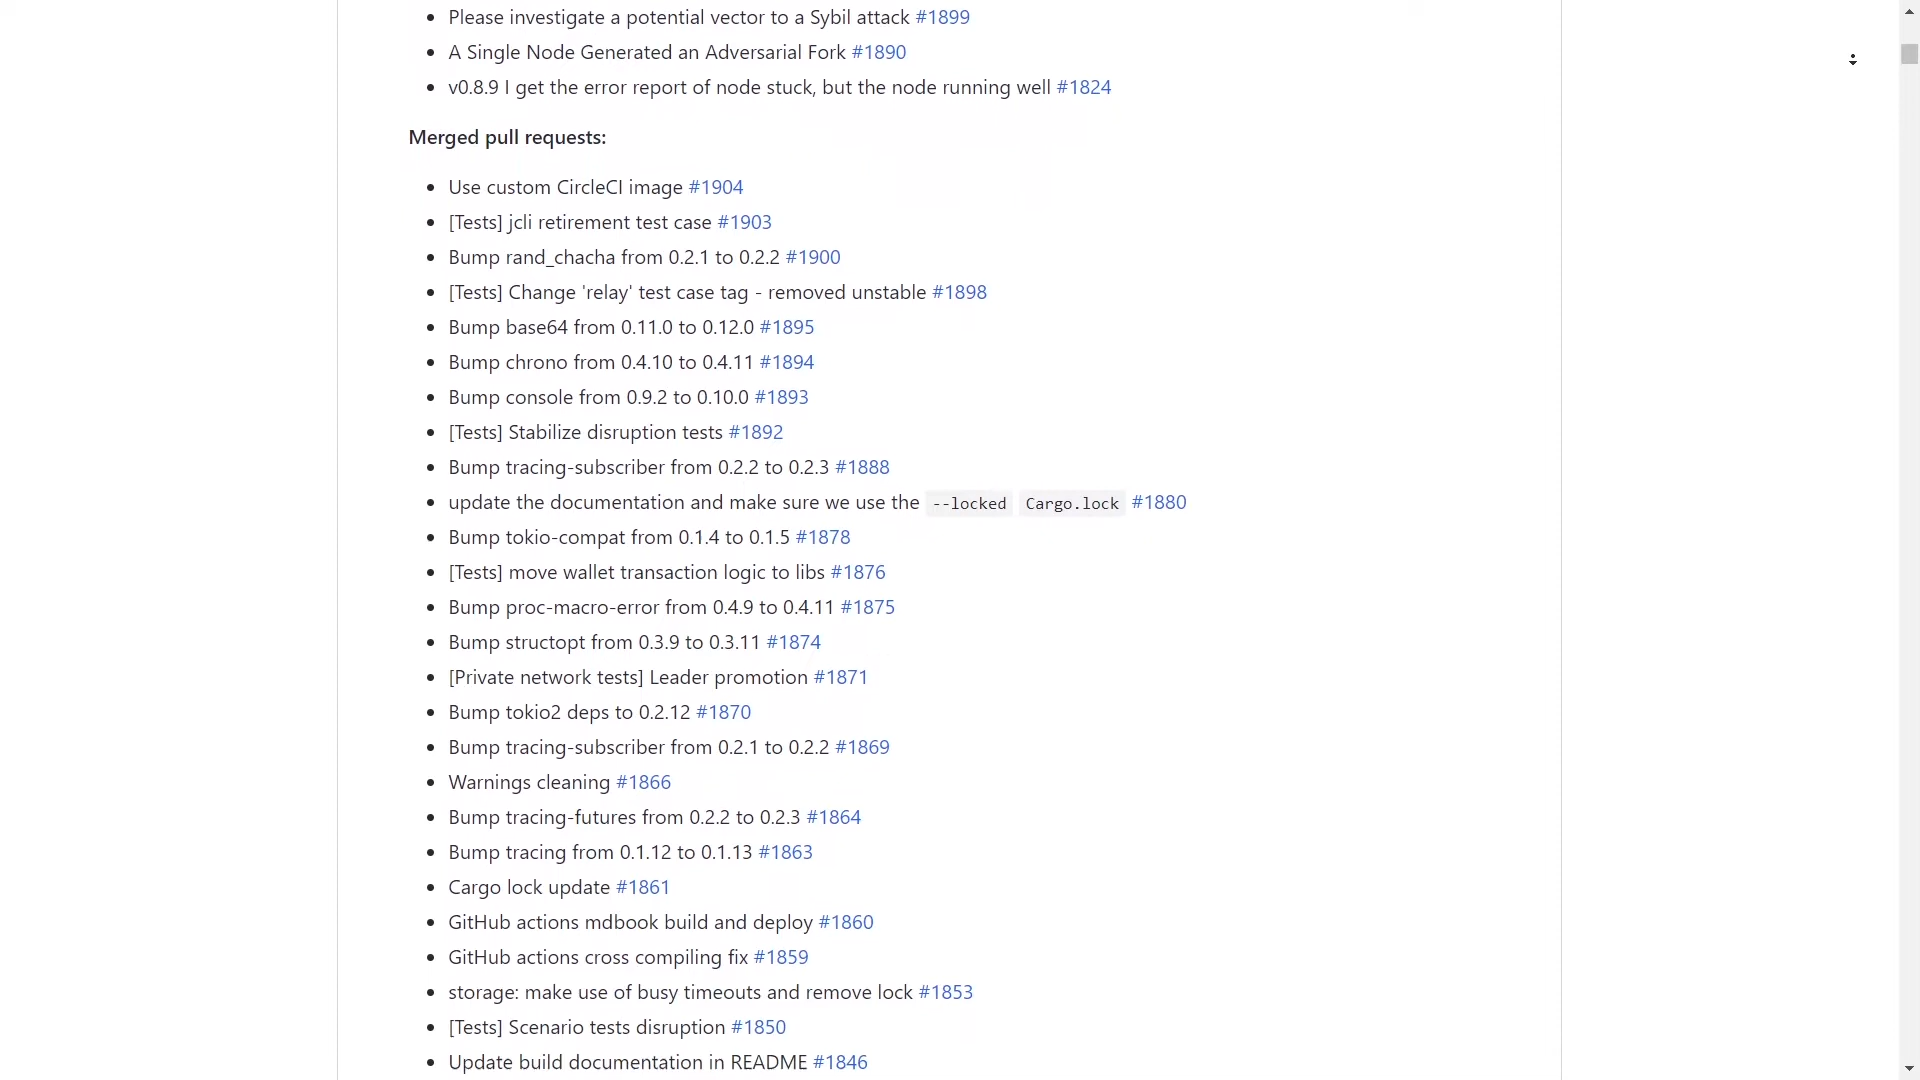 Please investigate a potential vector to a Sybil attack #1899
A Single Node Generated an Adversarial Fork #1890
v0.8.9 I get the error report of node stuck, but the node running well #1824
Merged pull requests:
Use custom CircleCI image #1904
[Tests] jcli retirement test case #1903
Bump rand_chacha from 0.2.1 to 0.2.2 #1900
[Tests] Change 'relay' test case tag - removed unstable #1898
Bump base64 from 0.11.0 to 0.12.0 #1895
Bump chrono from 0.4.10 to 0.4.11 #1894
Bump console from 0.9.2 to 0.10.0 #1893
[Tests] Stabilize disruption tests #1892
Bump tracing-subscriber from 0.2.2 to 0.2.3 #1888
update the documentation and make sure we use the --locked Cargo.lock #1880
Bump tokio-compat from 0.1.4 to 0.1.5 #1878
[Tests] move wallet transaction logic to libs #1876
Bump proc-macro-error from 0.4.9 to 0.4.11 #1875
Bump structopt from 0.3.9 to 0.3.11 #1874
[Private network tests] Leader promotion #1871
Bump tokio2 deps to 0.2.12 #1870
Bump tracing-subscriber from 0.2.1 to 0.2.2 #1869
Warnings cleaning #1866
Bump tracing-futures from 0.2.2 to 0.2.3 #1864
Bump tracing from 0.1.12 to 0.1.13 #1863
Cargo lock update #1861
GitHub actions mdbook build and deploy #1860
GitHub actions cross compiling fix #1859
storage: make use of busy timeouts and remove lock #1853
[Tests] Scenario tests disruption #1850
Update build documentation in README #1846